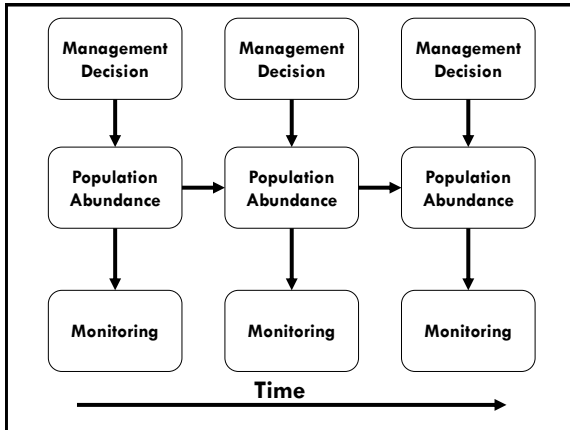 Management
Decision
Management
Decision
Management
Decision
Population
Abundance
Population
Abundance
Population
Abundance
Monitoring
Monitoring
Monitoring
Time